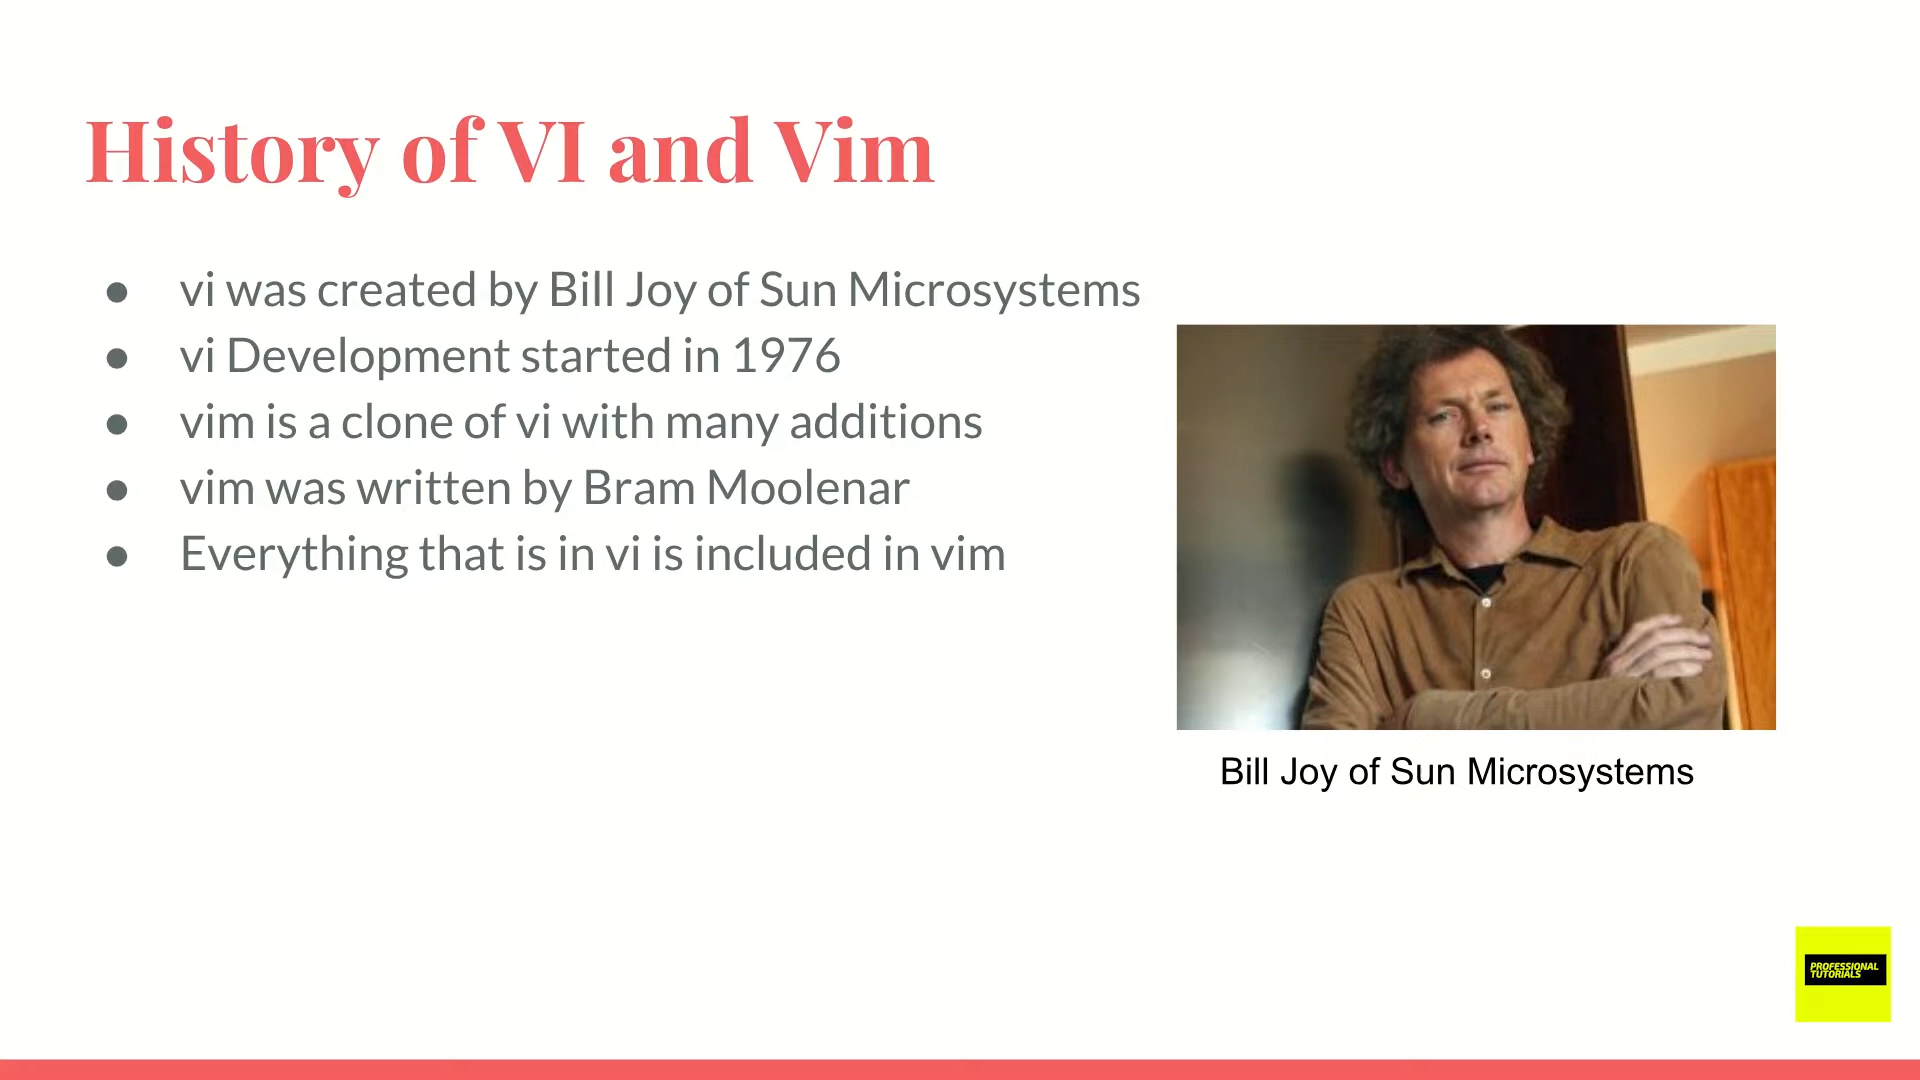 History of VI and Vim
● vi was created by Bill Joy of Sun Microsystems
● vi Development started in 1976
● vim is a clone of vi with many additions
● vim was written by Bram Moolenar
● Everything that is in vi is included in vim
Bill Joy of Sun Microsystems
PROFESSIONAL
TUTORIALS